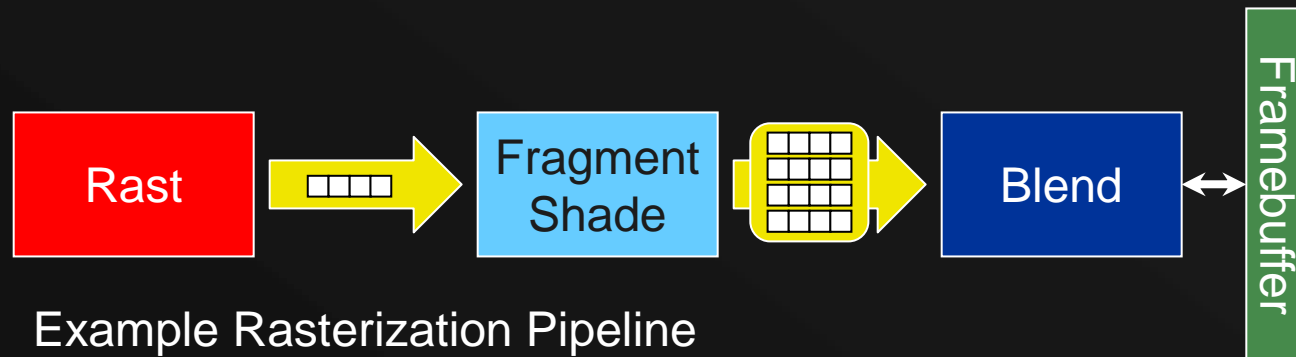 Rast
Fragment
Shade
Blend
Framebuffer
Example Rasterization Pipeline